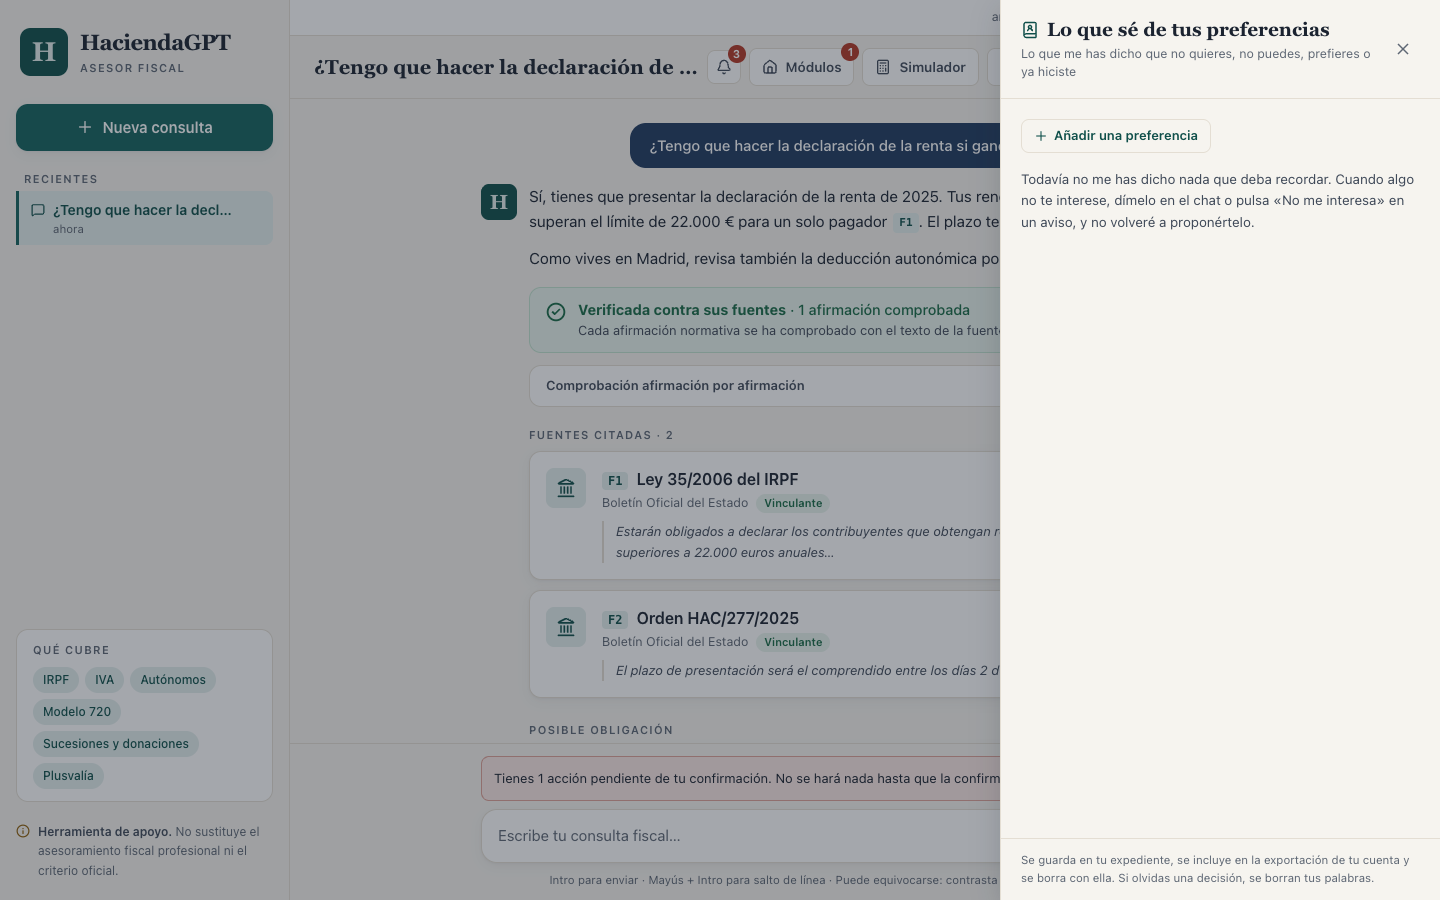 H
HaciendaGPT
ASESOR FISCAL
Nueva consulta
RECIENTES
¿Tengo que hacer la decl...
ahora
QUÉ CUBRE
IRPF
IVA
Autónomos
Modelo 720
Sucesiones y donaciones
Plusvalía
Herramienta de apoyo. No sustituye el
asesoramiento fiscal profesional ni el
criterio oficial.
¿Tengo que hacer la declaración de ...
3
Módulos
1
Simulador
¿Tengo que hacer la declaración de la renta si
H
Sí, tienes que presentar la declaración de la renta de 2025. Tus
superan el límite de 22.000 € para un solo pagador F1. El plazo
Como vives en Madrid, revisa también la deducción autonómica
Verificada contra sus fuentes · 1 afirmación comprobada
Cada afirmación normativa se ha comprobado con el texto de la
Comprobación afirmación por afirmación
FUENTES CITADAS · 2
F1 Ley 35/2006 del IRPF
Boletín Oficial del Estado Vinculante
Estarán obligados a declarar los contribuyentes que obtengan
superiores a 22.000 euros anuales...
F2 Orden HAC/277/2025
Boletín Oficial del Estado Vinculante
El plazo de presentación será el comprendido entre los días 2
POSIBLE OBLIGACIÓN
Tienes 1 acción pendiente de tu confirmación. No se hará nada hasta que la
Escribe tu consulta fiscal...
Intro para enviar · Mayús + Intro para salto de línea · Puede equivocarse: contrasta
Lo que sé de tus preferencias
Lo que me has dicho que no quieres, no puedes, prefieres o
ya hiciste
Añadir una preferencia
Todavía no me has dicho nada que deba recordar. Cuando algo
no te interese, dímelo en el chat o pulsa «No me interesa» en
un aviso, y no volveré a proponértelo.
Se guarda en tu expediente, se incluye en la exportación de tu cuenta y
se borra con ella. Si olvidas una decisión, se borran tus palabras.